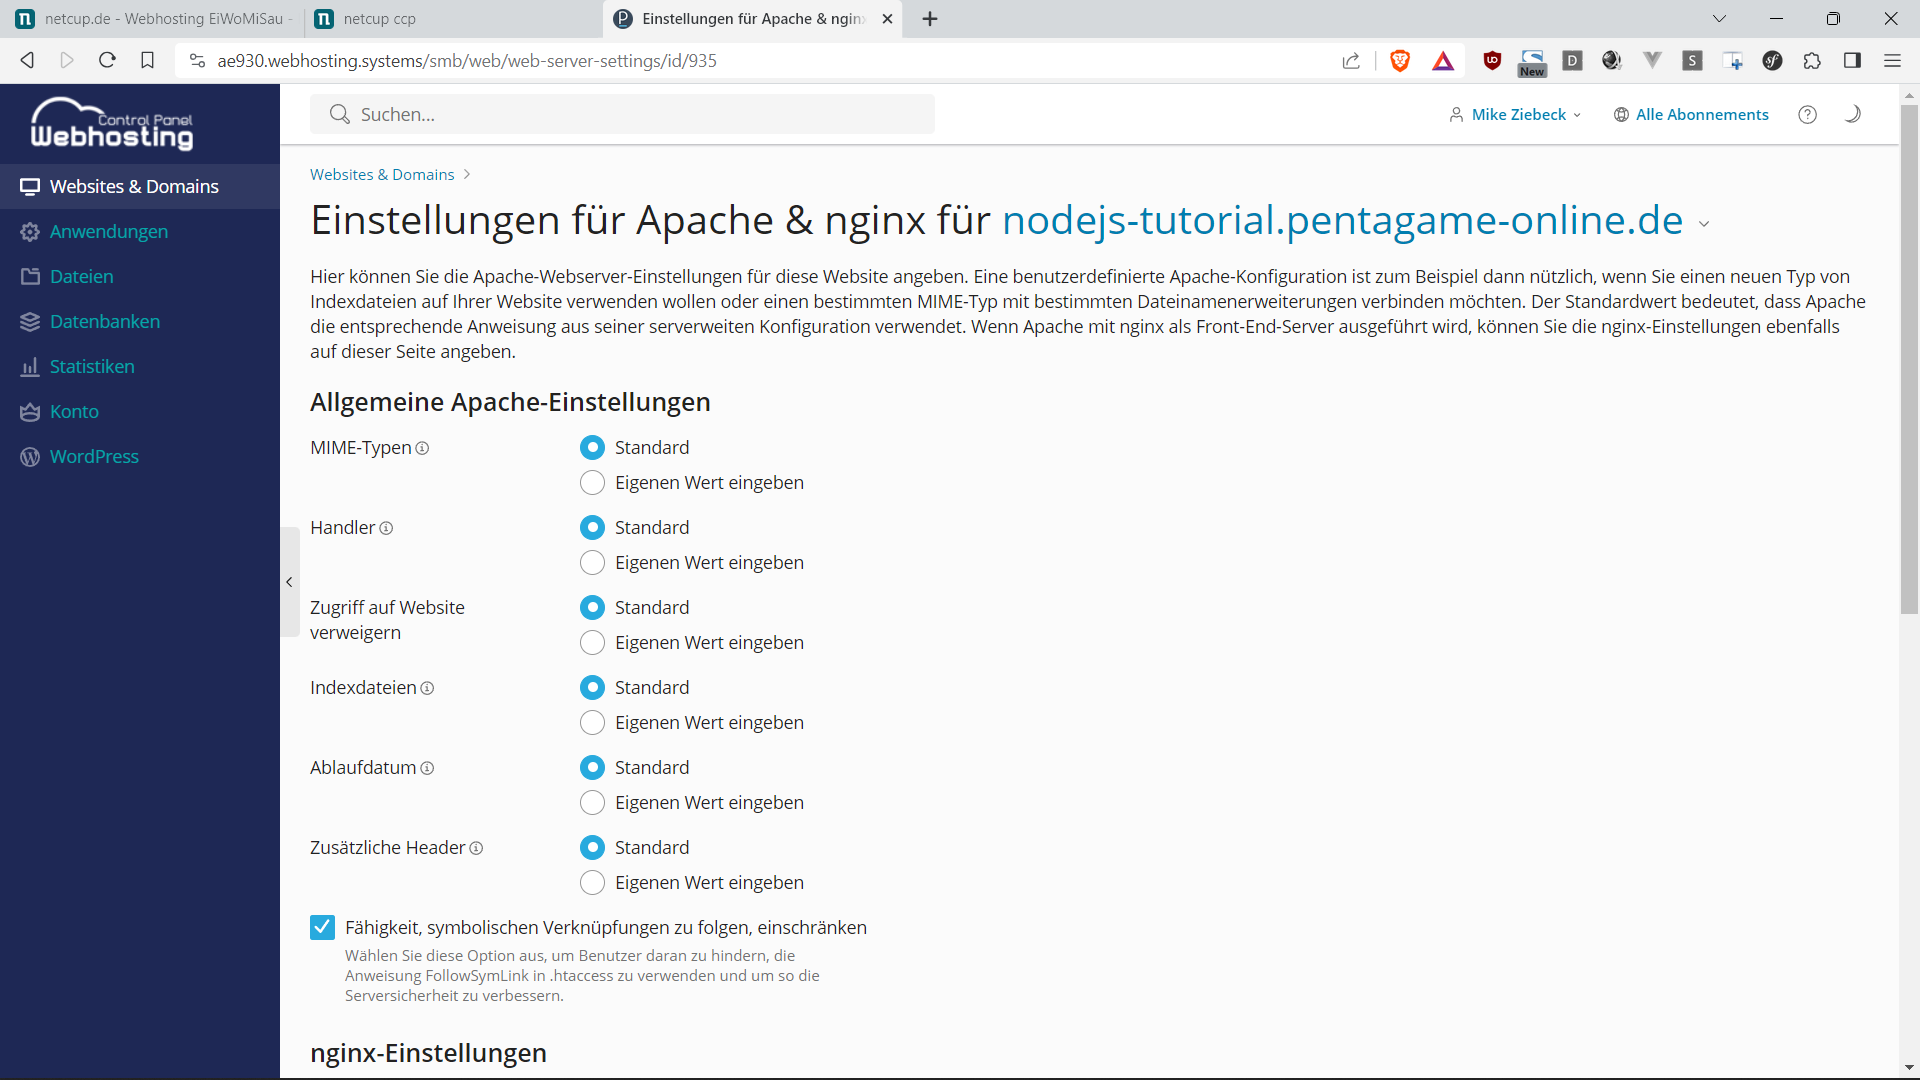 netcup.de - Webhosting EiWoMiSau -
netcup ccp
Einstellungen für Apache & nginx
ae930.webhosting.systems/smb/web/web-server-settings/id/935
New
Control Panel
Webhosting
Suchen...
Mike Ziebeck
Alle Abonnements
Websites & Domains
Anwendungen
Dateien
Datenbanken
Statistiken
Konto
WordPress
Websites & Domains
Einstellungen für Apache & nginx für nodejs-tutorial.pentagame-online.de
Hier können Sie die Apache-Webserver-Einstellungen für diese Website angeben. Eine benutzerdefinierte Apache-Konfiguration ist zum Beispiel dann nützlich, wenn Sie einen neuen Typ von
Indexdateien auf Ihrer Website verwenden wollen oder einen bestimmten MIME-Typ mit bestimmten Dateinamenerweiterungen verbinden möchten. Der Standardwert bedeutet, dass Apache
die entsprechende Anweisung aus seiner serverweiten Konfiguration verwendet. Wenn Apache mit nginx als Front-End-Server ausgeführt wird, können Sie die nginx-Einstellungen ebenfalls
auf dieser Seite angeben.
Allgemeine Apache-Einstellungen
MIME-Typen
Standard
Eigenen Wert eingeben
Handler
Standard
Eigenen Wert eingeben
Zugriff auf Website
verweigern
Standard
Eigenen Wert eingeben
Indexdateien
Standard
Eigenen Wert eingeben
Ablaufdatum
Standard
Eigenen Wert eingeben
Zusätzliche Header
Standard
Eigenen Wert eingeben
Fähigkeit, symbolischen Verknüpfungen zu folgen, einschränken
Wählen Sie diese Option aus, um Benutzer daran zu hindern, die
Anweisung FollowSymLink in .htaccess zu verwenden und um so die
Serversicherheit zu verbessern.
nginx-Einstellungen